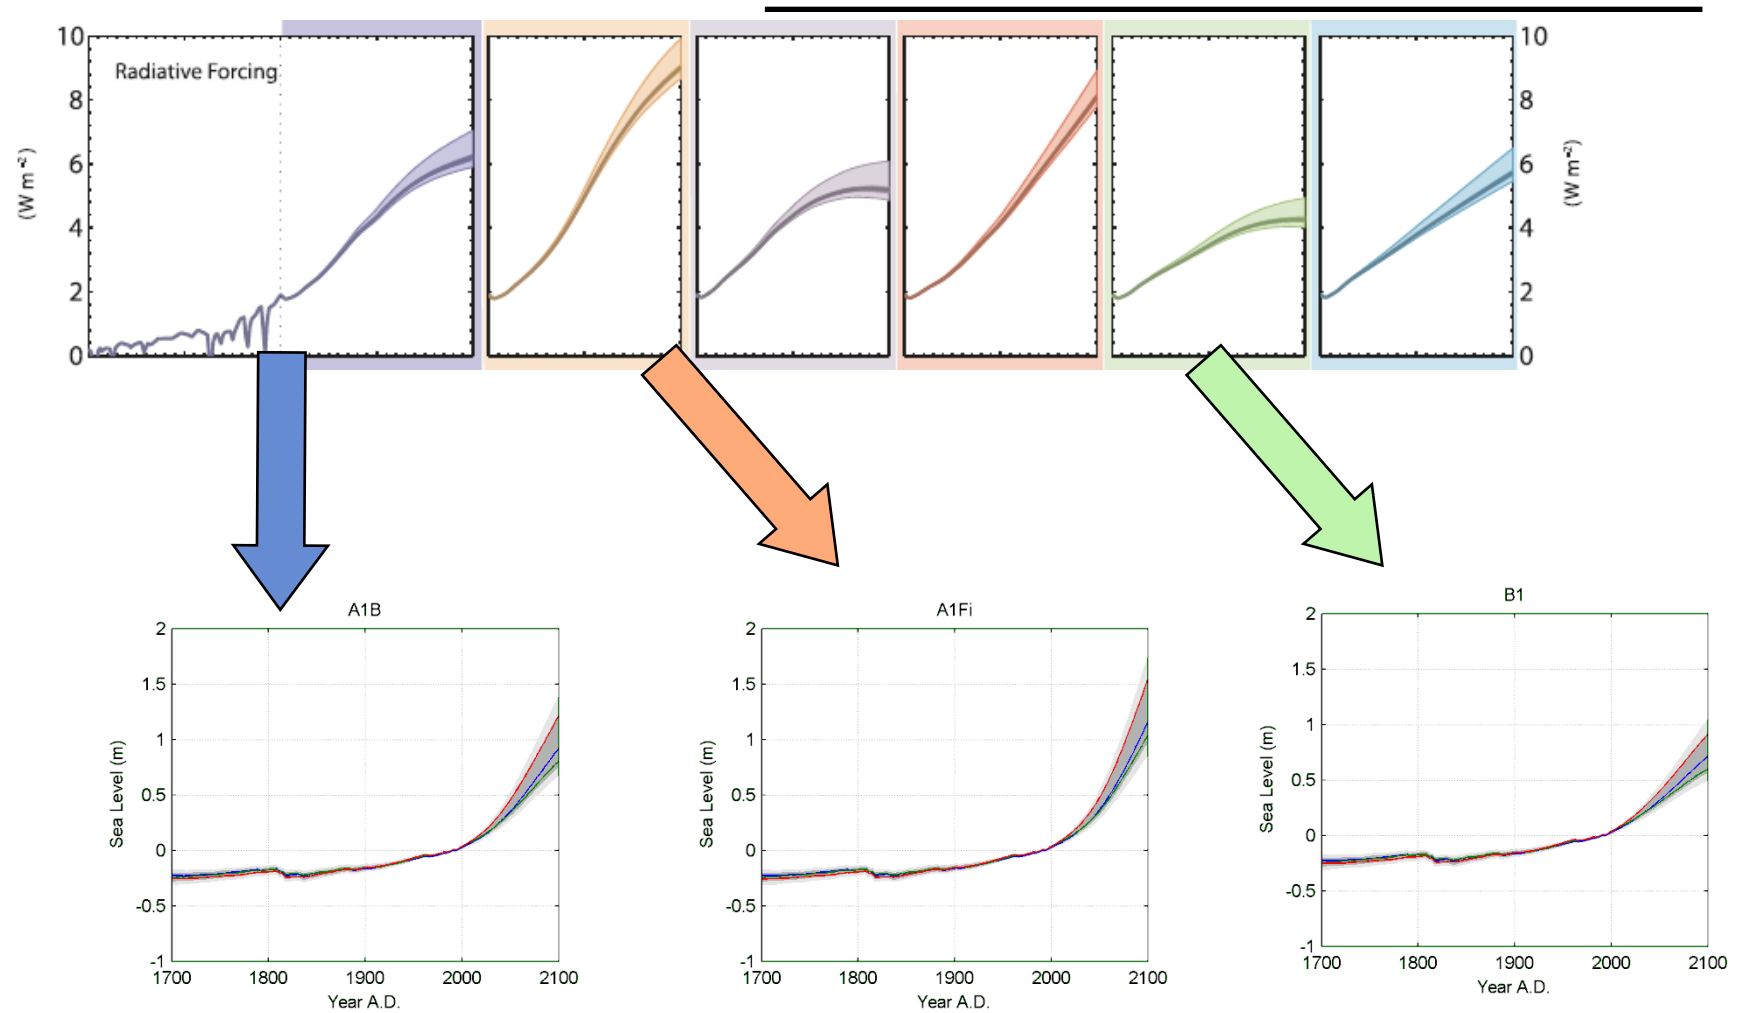 10
10
Radiative Forcing
8
8
6
6
(W m⁻²)
(W m⁻²)
4
4
2
2
0
0
A1B
2
1.5
1
0.5
0
-0.5
-1
Sea Level (m)
1700 1800 1900 2000 2100
Year A.D.
A1Fi
2
1.5
1
0.5
0
-0.5
-1
Sea Level (m)
1700 1800 1900 2000 2100
Year A.D.
B1
2
1.5
1
0.5
0
-0.5
-1
Sea Level (m)
1700 1800 1900 2000 2100
Year A.D.